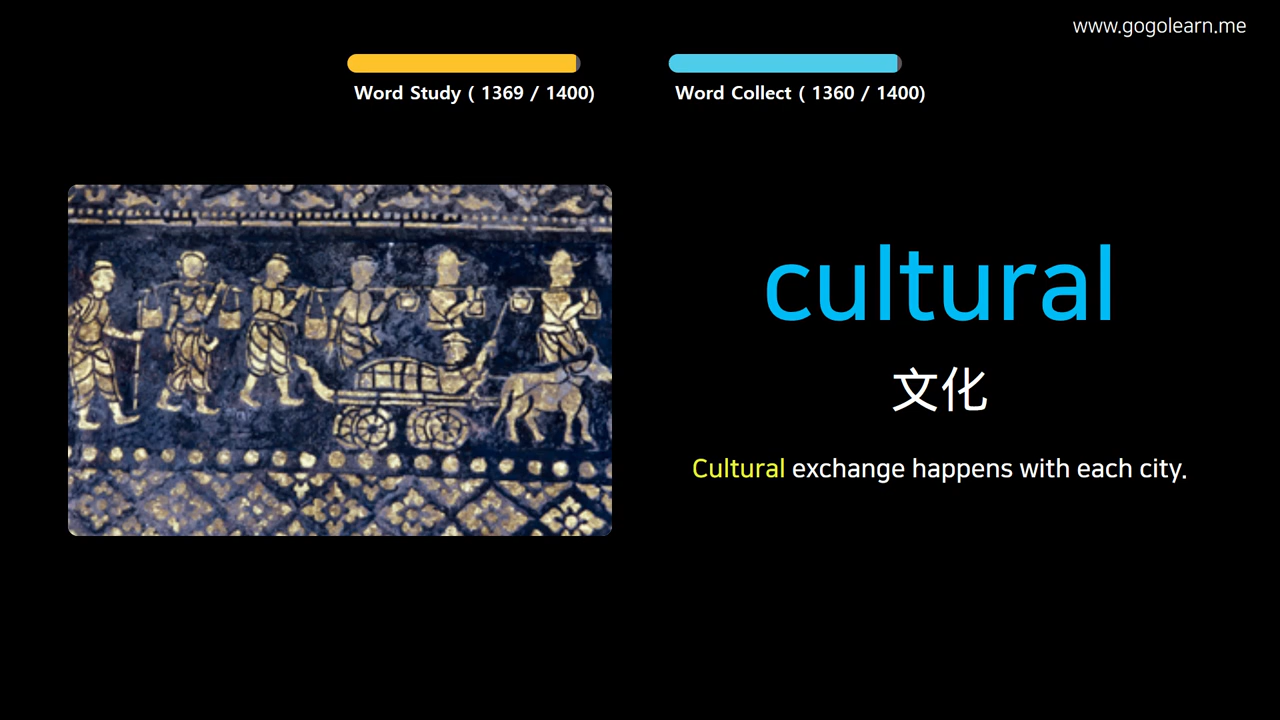 www.gogolearn.me
Word Study ( 1369 / 1400)
Word Collect ( 1360 / 1400)
cultural
文化
Cultural exchange happens with each city.